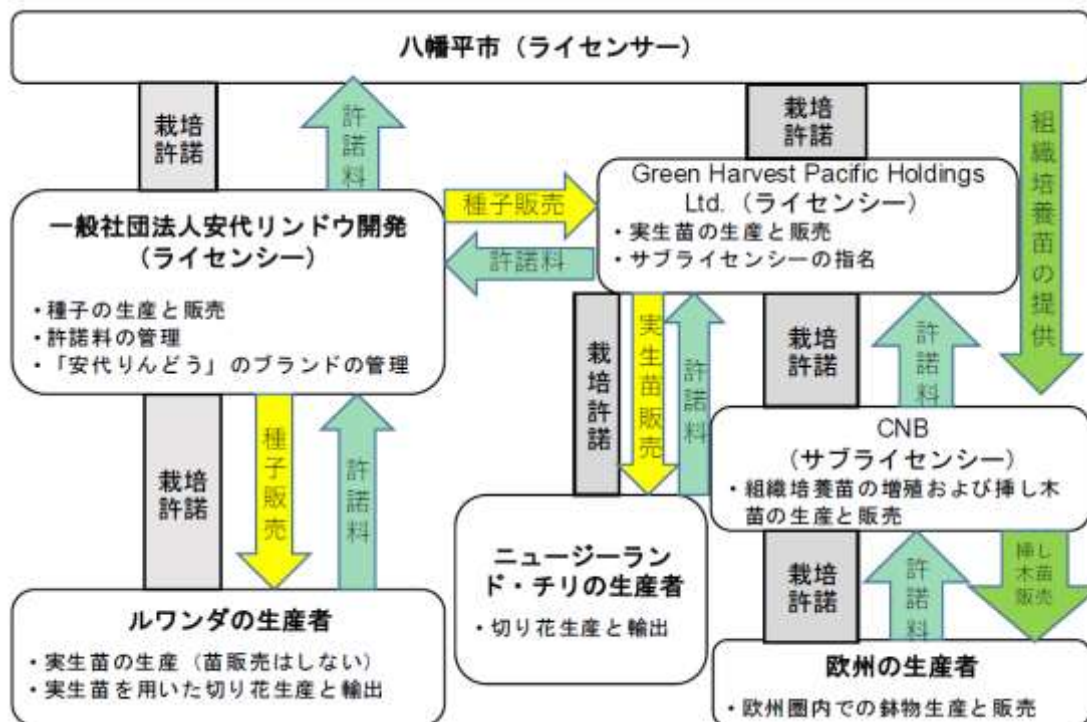 八幡平市（ライセンサー）
栽培
許諾
許諾料
栽培
許諾
組織培養苗の提供
一般社団法人安代リンドウ開発
（ライセンシー）
・種子の生産と販売
・許諾料の管理
・「安代りんどう」のブランドの管理
種子販売
許諾料
Green Harvest Pacific Holdings
Ltd.（ライセンシー）
・実生苗の生産と販売
・サブライセンシーの指名
栽培
許諾
種子販売
許諾料
栽培許諾
実生苗販売
許諾料
栽培
許諾
許諾料
CNB
（サブライセンシー）
・組織培養苗の増殖および挿し木
苗の生産と販売
ルワンダの生産者
・実生苗の生産（苗販売はしない）
・実生苗を用いた切り花生産と輸出
ニュージーラン
ド・チリの生産者
・切り花生産と輸出
栽培
許諾
許諾料
挿し
木苗
販売
欧州の生産者
・欧州圏内での鉢物生産と販売